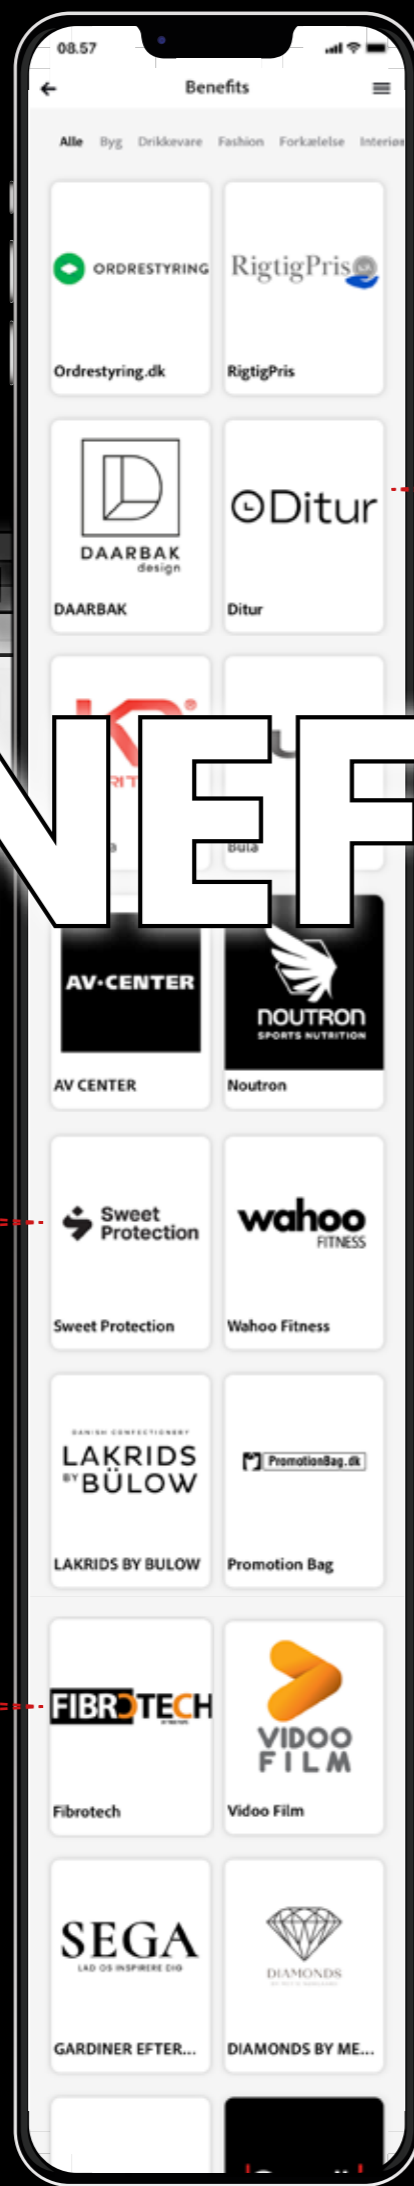 08.57
Benefits
Alle Byg Drikkevare Fashion Forkælelse Interiør
ORDRESTYRING
RigtigPris
Ordrestyring.dk
RigtigPris
DAARBAK
design
Ditur
DAARBAK
Ditur
NEF
Bula
AV·CENTER
NOUTRON
SPORTS NUTRITION
AV CENTER
Noutron
Sweet
Protection
wahoo
FITNESS
Sweet Protection
Wahoo Fitness
DANISH CONFECTIONERY
LAKRIDS
BY BÜLOW
PromotionBag.dk
LAKRIDS BY BULOW
Promotion Bag
FIBROTECH
VIDOO
FILM
Fibrotech
Vidoo Film
SEGA
LAD OS INSPIRERE DIG
DIAMONDS
GARDINER EFTER...
DIAMONDS BY ME...